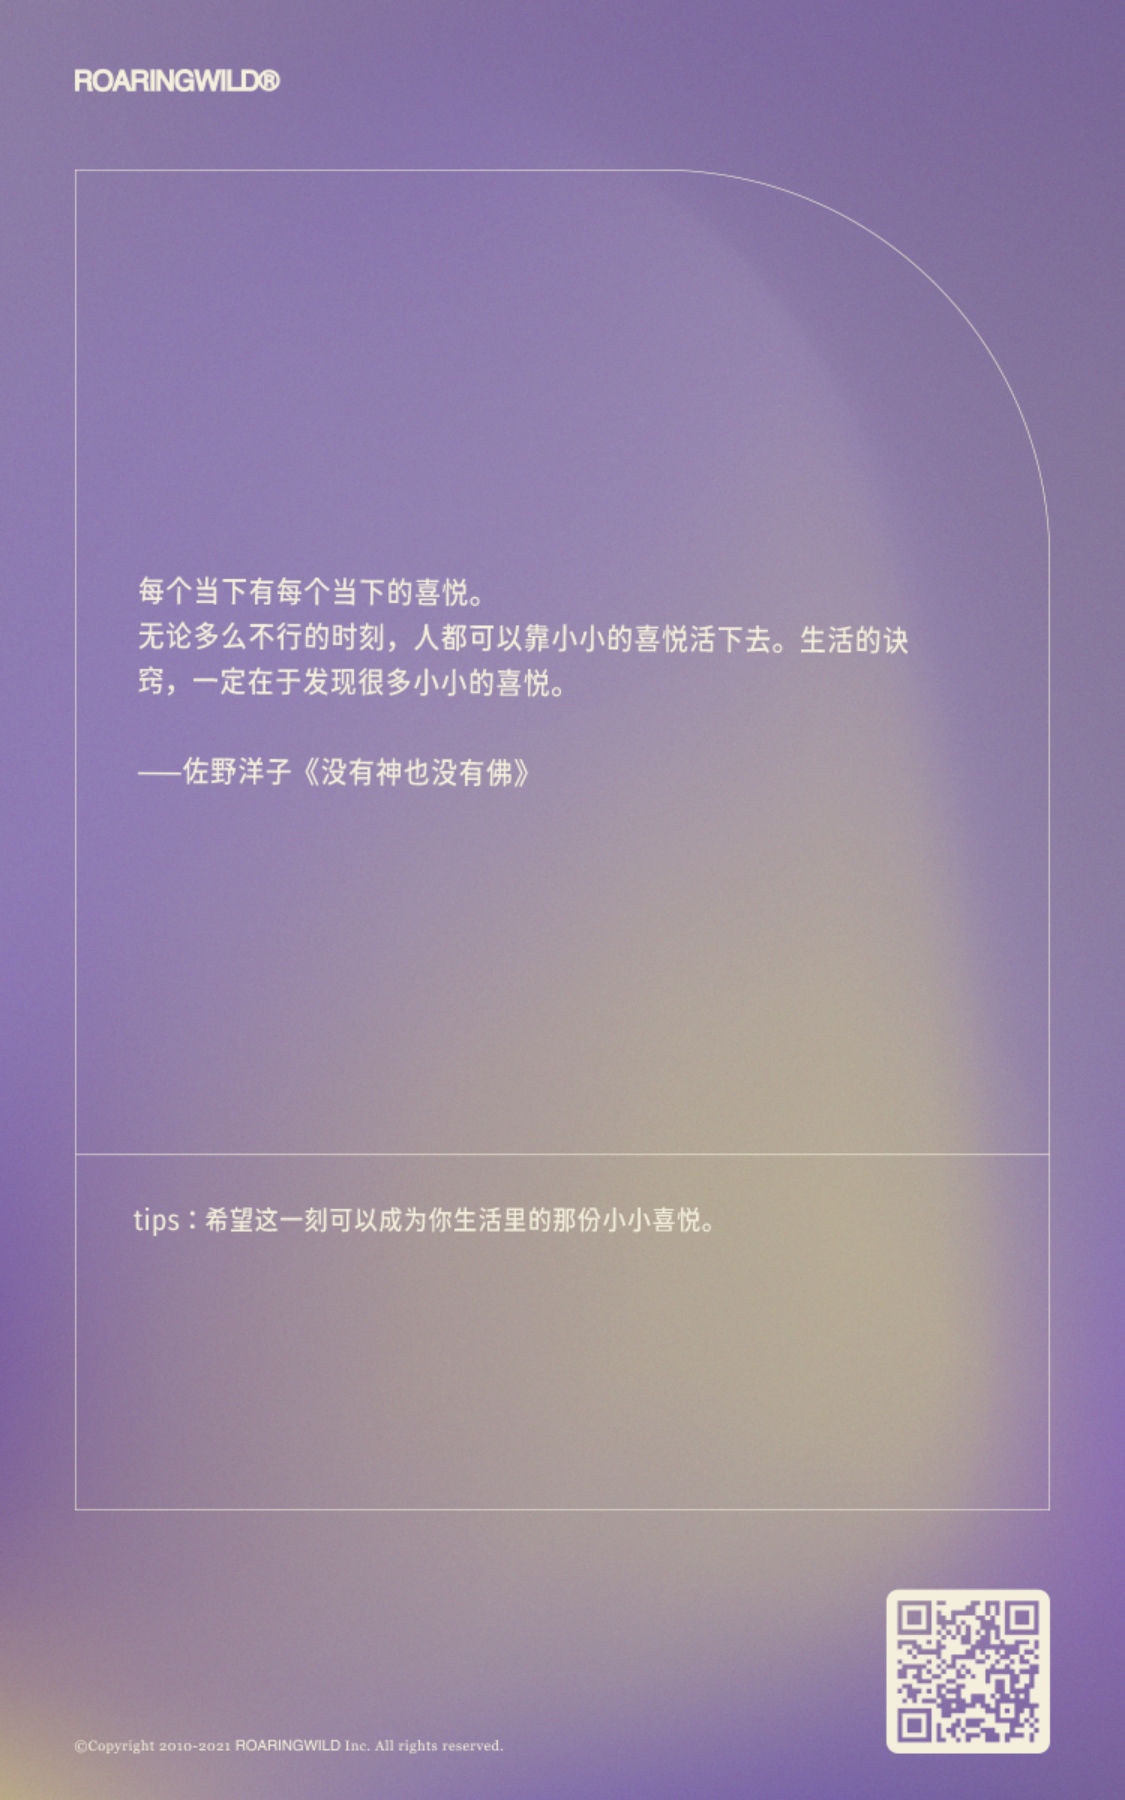 ROARINGWILD®
每个当下有每个当下的喜悦。
无论多么不行的时刻，人都可以靠小小的喜悦活下去。生活的诀
窍，一定在于发现很多小小的喜悦。
——佐野洋子《没有神也没有佛》
tips：希望这一刻可以成为你生活里的那份小小喜悦。
©Copyright 2010-2021 ROARINGWILD Inc. All rights reserved.